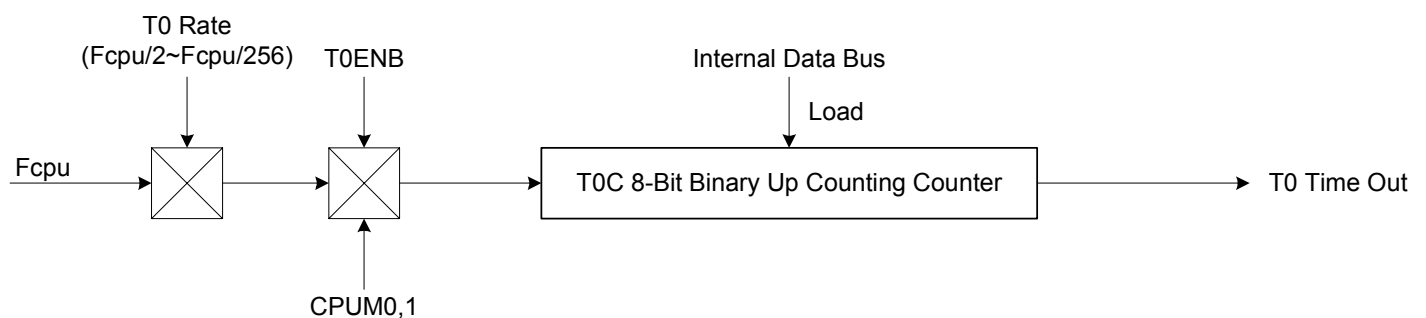 T0 Rate
(Fcpu/2~Fcpu/256)
T0ENB
Internal Data Bus
Load
Fcpu
T0C 8-Bit Binary Up Counting Counter
T0 Time Out
CPUM0,1